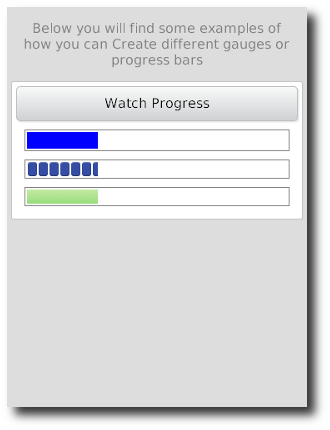 Below you will find some examples of
how you can Create different gauges or
progress bars
Watch Progress